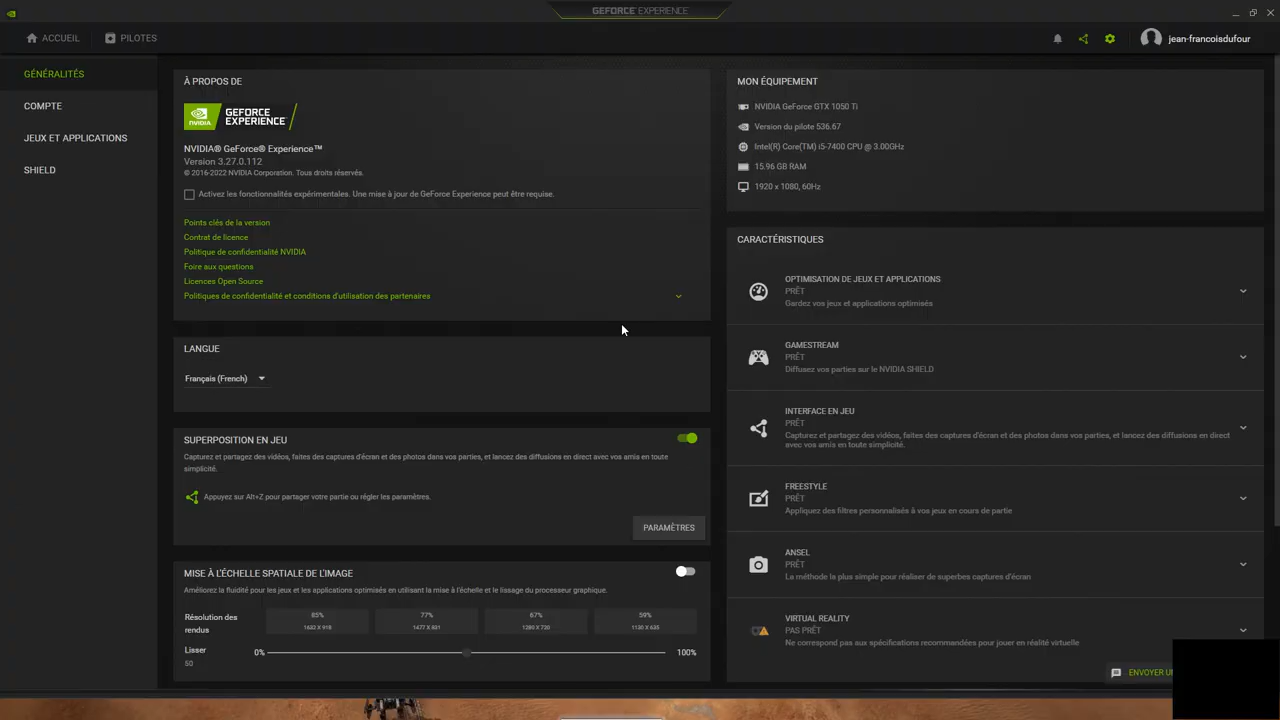 GEFORCE EXPERIENCE
ACCUEIL
PILOTES
jean-francoisdufour
GÉNÉRALITÉS
COMPTE
JEUX ET APPLICATIONS
SHIELD
À PROPOS DE
NVIDIA
GEFORCE
EXPERIENCE
NVIDIA® GeForce® Experience™
Version 3.27.0.112
© 2016-2022 NVIDIA Corporation. Tous droits réservés.
Activez les fonctionnalités expérimentales. Une mise à jour de GeForce Experience peut être requise.
Points clés de la version
Contrat de licence
Politique de confidentialité NVIDIA
Foire aux questions
Licences Open Source
Politiques de confidentialité et conditions d'utilisation des partenaires
LANGUE
Français (French)
SUPERPOSITION EN JEU
Capturez et partagez des vidéos, faites des captures d'écran et des photos dans vos parties, et lancez des diffusions en direct avec vos amis en toute
simplicité.
Appuyez sur Alt+Z pour partager votre partie ou régler les paramètres.
PARAMÈTRES
MISE À L'ÉCHELLE SPATIALE DE L'IMAGE
Améliorez la fluidité pour les jeux et les applications optimisés en utilisant la mise à l'échelle et le lissage du processeur graphique.
Résolution des
rendus
85%
1632 X 918
77%
1477 X 831
67%
1280 X 720
59%
1130 X 635
Lisser
50
0%
100%
MON ÉQUIPEMENT
NVIDIA GeForce GTX 1050 Ti
Version du pilote 536.67
Intel(R) Core(TM) i5-7400 CPU @ 3.00GHz
15.96 GB RAM
1920 x 1080, 60Hz
CARACTÉRISTIQUES
OPTIMISATION DE JEUX ET APPLICATIONS
PRÊT
Gardez vos jeux et applications optimisés
GAMESTREAM
PRÊT
Diffusez vos parties sur le NVIDIA SHIELD
INTERFACE EN JEU
PRÊT
Capturez et partagez des vidéos, faites des captures d'écran et des photos dans vos parties, et lancez des diffusions en direct
avec vos amis en toute simplicité.
FREESTYLE
PRÊT
Appliquez des filtres personnalisés à vos jeux en cours de partie
ANSEL
PRÊT
La méthode la plus simple pour réaliser de superbes captures d'écran
VIRTUAL REALITY
PAS PRÊT
Ne correspond pas aux spécifications recommandées pour jouer en réalité virtuelle
ENVOYER